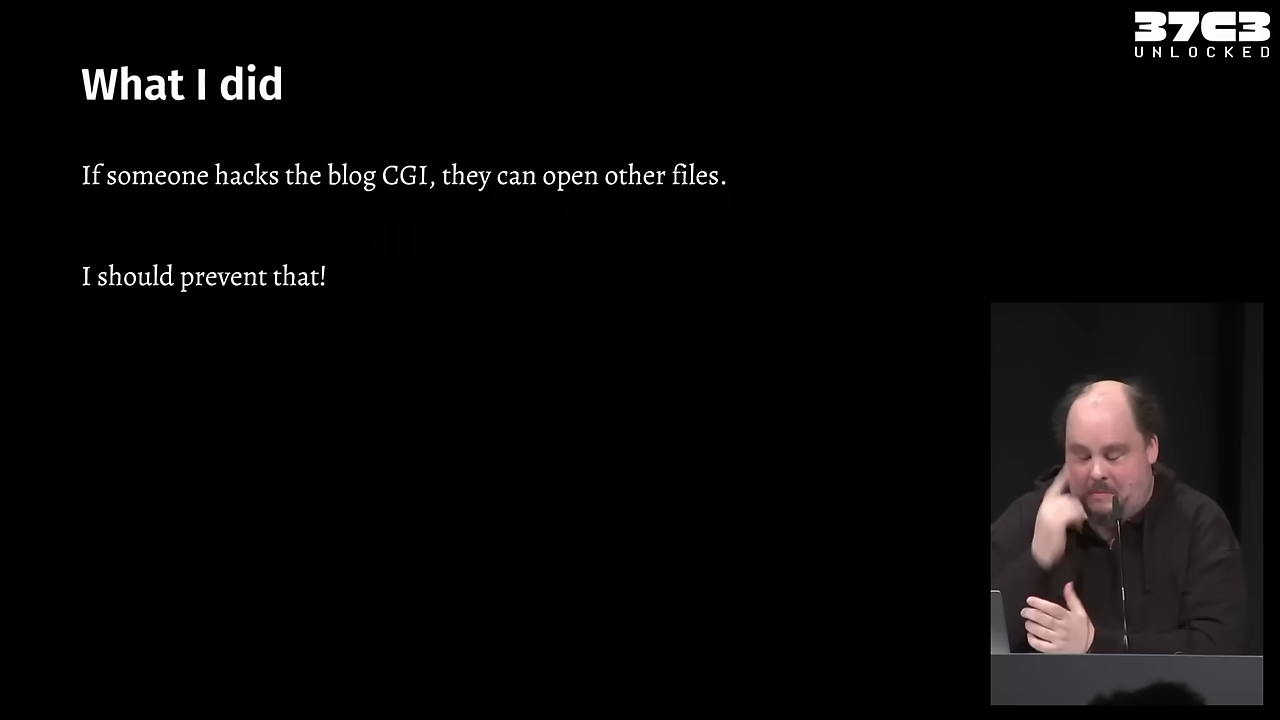 37C3
UNLOCKED
What I did
If someone hacks the blog CGI, they can open other files.
I should prevent that!